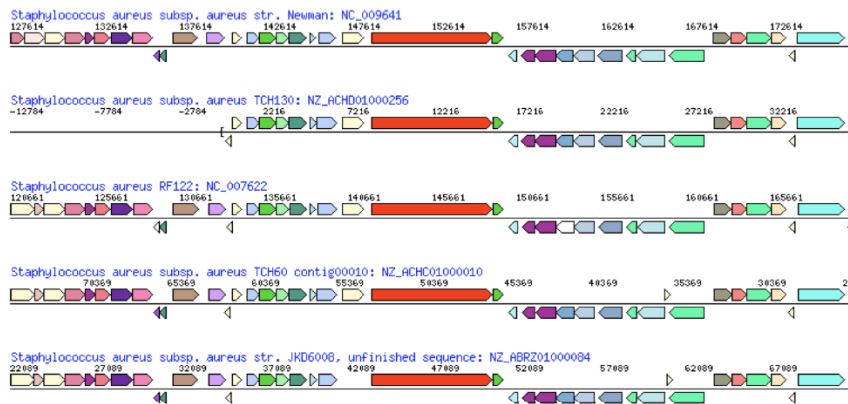 Staphylococcus aureus subsp. aureus str. Newman: NC_009641
127614 132614 137614 142614 147614 152614 157614 162614 167614 172614
Staphylococcus aureus subsp. aureus TCH130: NZ_ACHD01000256
-12784 -7784 -2784 2216 7216 12216 17216 22216 27216 32216
Staphylococcus aureus RF122: NC_007622
120661 125661 130661 135661 140661 145661 150661 155661 160661 165661
Staphylococcus aureus subsp. aureus TCH60 contig00010: NZ_ACHC01000010
70369 65369 60369 55369 50369 45369 40369 35369 30369 2
Staphylococcus aureus subsp. aureus str. JKD6008, unfinished sequence: NZ_ABRZ01000084
22089 27089 32089 37089 42089 47089 52089 57089 62089 67089